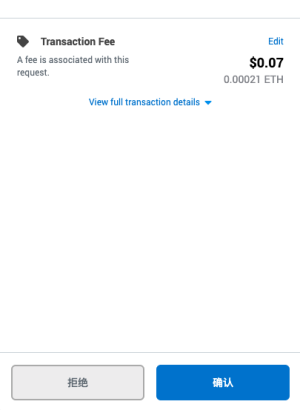 Transaction Fee
Edit
A fee is associated with this
request.
$0.07
0.00021 ETH
View full transaction details
拒绝
确认